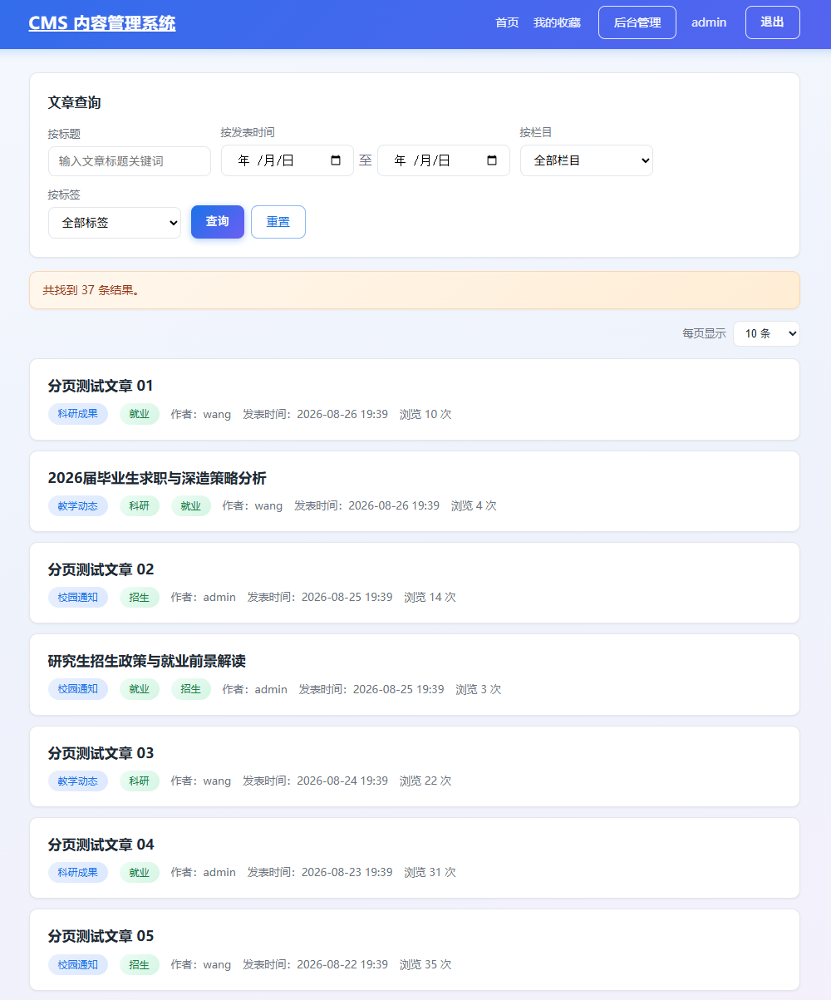 CMS 内容管理系统 首页 我的收藏 后台管理 admin 退出
文章查询
按标题 按发表时间 按栏目
输入文章标题关键词 年 /月/日 至 年 /月/日 全部栏目
按标签
全部标签 查询 重置
共找到 37 条结果。
每页显示 10 条
分页测试文章 01
科研成果 就业 作者：wang 发表时间：2026-08-26 19:39 浏览 10 次
2026届毕业生求职与深造策略分析
教学动态 科研 就业 作者：wang 发表时间：2026-08-26 19:39 浏览 4 次
分页测试文章 02
校园通知 招生 作者：admin 发表时间：2026-08-25 19:39 浏览 14 次
研究生招生政策与就业前景解读
校园通知 就业 招生 作者：admin 发表时间：2026-08-25 19:39 浏览 3 次
分页测试文章 03
教学动态 科研 作者：wang 发表时间：2026-08-24 19:39 浏览 22 次
分页测试文章 04
科研成果 就业 作者：admin 发表时间：2026-08-23 19:39 浏览 31 次
分页测试文章 05
校园通知 招生 作者：wang 发表时间：2026-08-22 19:39 浏览 35 次